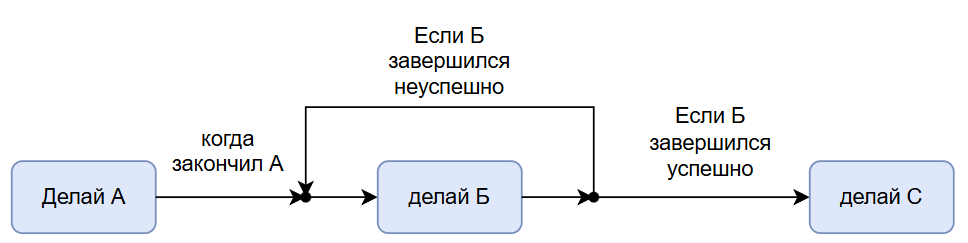 Если Б
завершился
неуспешно
Если Б
завершился
успешно
когда
закончил А
Делай А
делай Б
делай С